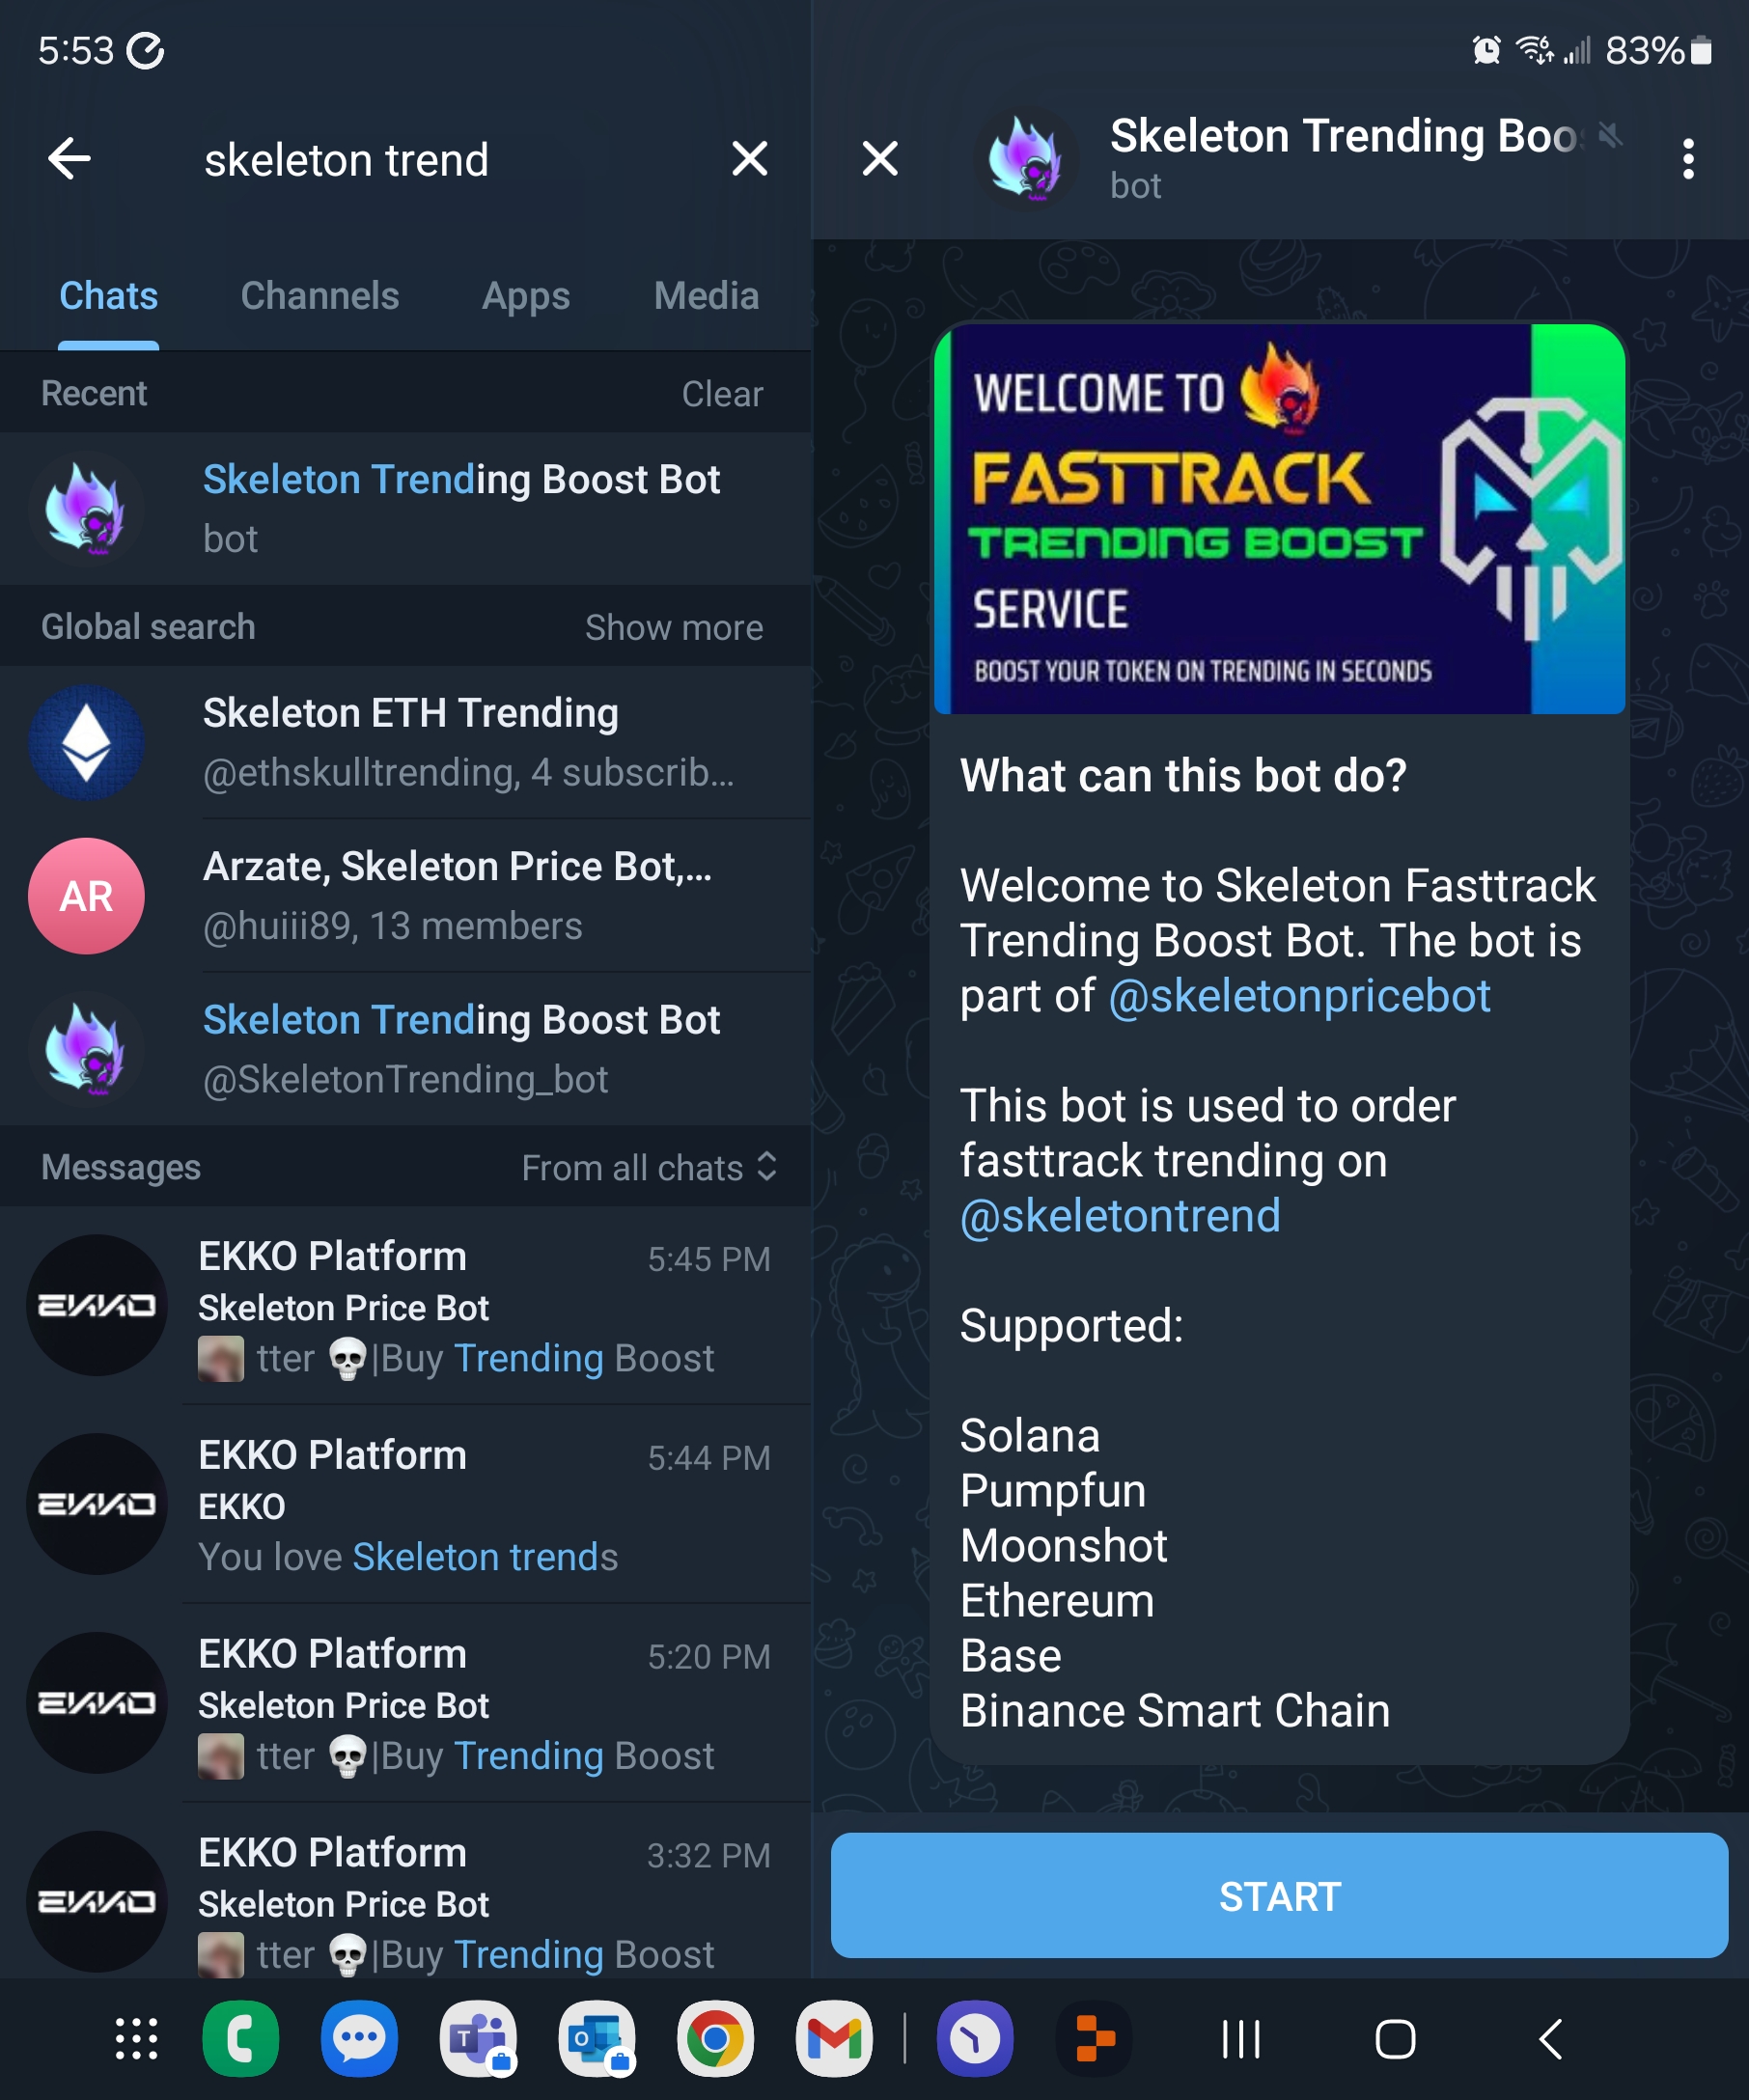 5:53
83%
skeleton trend
Chats
Channels
Apps
Media
Recent
Clear
Skeleton Trending Boost Bot
bot
Global search
Show more
Skeleton ETH Trending
@ethskulltrending, 4 subscrib...
AR
Arzate, Skeleton Price Bot,...
@huiii89, 13 members
Skeleton Trending Boost Bot
@SkeletonTrending_bot
Messages
From all chats
EKKO
EKKO Platform
5:45 PM
Skeleton Price Bot
tter 💀|Buy Trending Boost
EKKO
EKKO Platform
5:44 PM
EKKO
You love Skeleton trends
EKKO
EKKO Platform
5:20 PM
Skeleton Price Bot
tter 💀|Buy Trending Boost
EKKO
EKKO Platform
3:32 PM
Skeleton Price Bot
tter 💀|Buy Trending Boost
Skeleton Trending Boo
bot
WELCOME TO
FASTTRACK
TRENDING BOOST
SERVICE
BOOST YOUR TOKEN ON TRENDING IN SECONDS
What can this bot do?
Welcome to Skeleton Fasttrack
Trending Boost Bot. The bot is
part of @skeletonpricebot
This bot is used to order
fasttrack trending on
@skeletontrend
Supported:
Solana
Pumpfun
Moonshot
Ethereum
Base
Binance Smart Chain
START